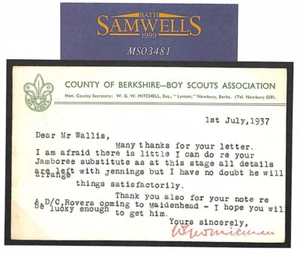 BATH
SAMWELLS
1999
MS03481
COUNTY OF BERKSHIRE—BOY SCOUTS ASSOCIATION
Hon. County Secretary: W. G. W. MITCHELL, Esq., "Lynton," Newbury, Berks. (Tel. Newbury
1st July, 1937
Dear Mr Wallis,
Many thanks for your letter.
I am afraid there is little I can do re your
Jamboree substitute as at this stage all details
are left with jennings but I have no doubt he will
arrange
things satisfactorily.
Thank you also for your note re
A.D/C.Rovers coming to Maidenhead - I hope you will
be lucky enough
to get him.
Yours sincerely,